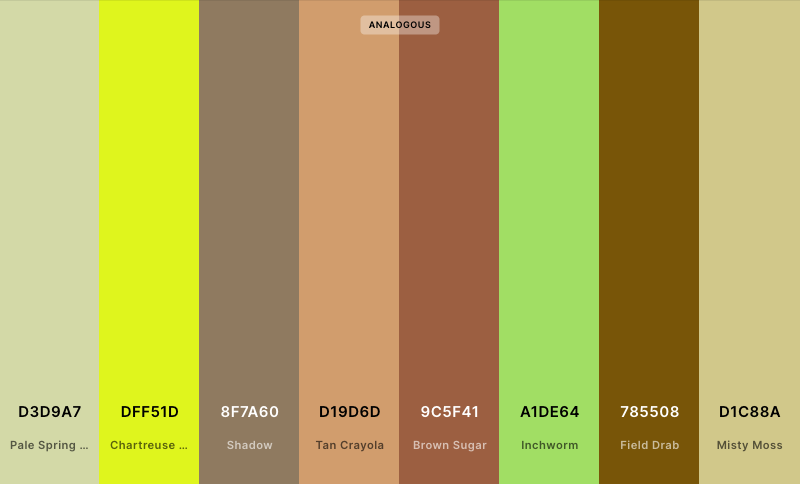 ANALOGOUS
D3D9A7 DFF51D 8F7A60 D19D6D 9C5F41 A1DE64 785508 D1C88A
Pale Spring ... Chartreuse ... Shadow Tan Crayola Brown Sugar Inchworm Field Drab Misty Moss